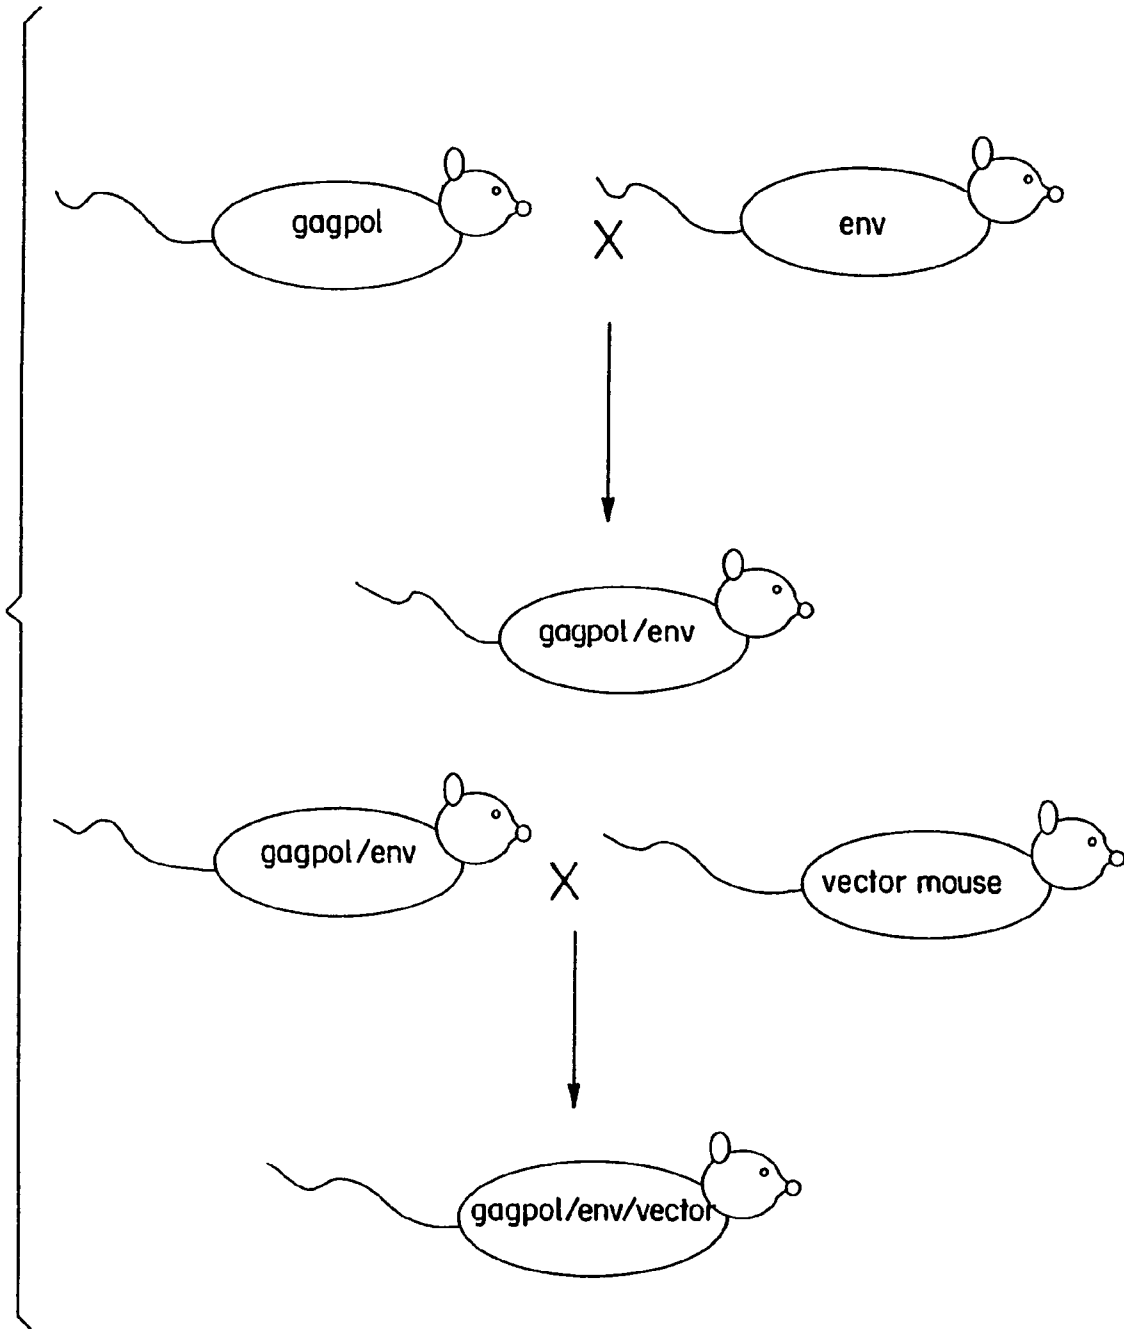 gagpol
env
X
gagpol/env
gagpol/env
X
vector mouse
gagpol/env/vector